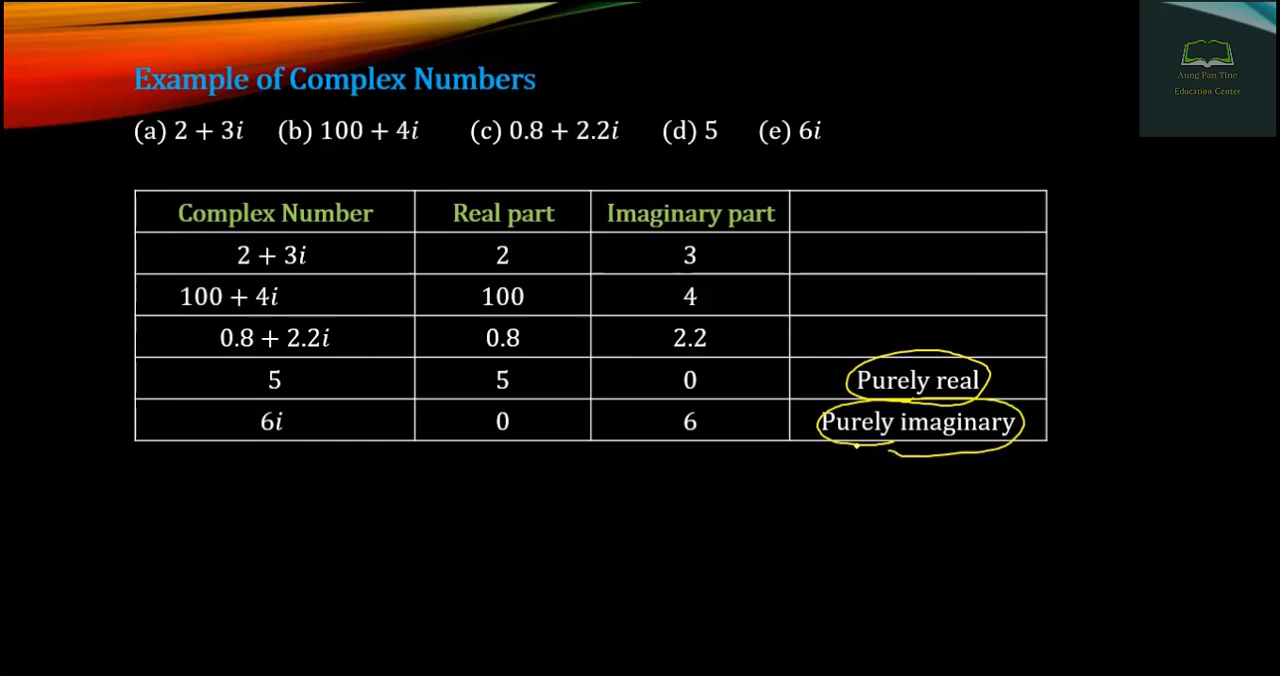 Aung Pan Tine
Education Center
Example of Complex Numbers
(a) 2 + 3i (b) 100 + 4i (c) 0.8 + 2.2i (d) 5 (e) 6i
Complex Number Real part Imaginary part
2 + 3i 2 3
100 + 4i 100 4
0.8 + 2.2i 0.8 2.2
5 5 0 Purely real
6i 0 6 Purely imaginary